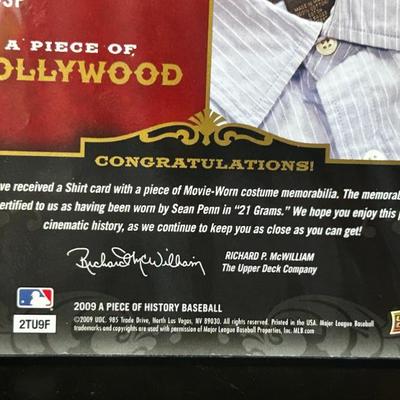 A PIECE OF
OLLYWOOD
CONGRATULATIONS!
ve received a Shirt card with a piece of Movie-Worn costume memorabilia. The memorab
ertified to us as having been worn by Sean Penn in "21 Grams." We hope you enjoy this p
cinematic history, as we continue to keep you as close as you can get!
Richard P. McWilliam
RICHARD P. McWILLIAM
The Upper Deck Company
2009 A PIECE OF HISTORY BASEBALL
2TU9F
©2009 UDC. 985 Trade Drive, North Las Vegas, NV 89030. All rights reserved. Printed in the USA. Major League Baseball
trademarks and copyrights are used with permission of Major League Baseball Properties, Inc. MLB.com